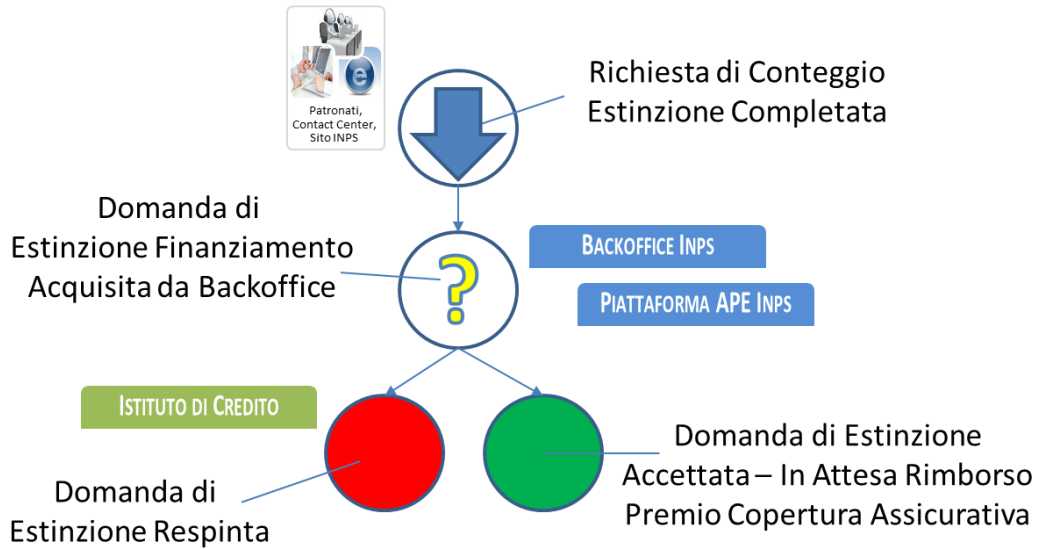 Patronati,
Contact Center,
Sito INPS
Richiesta di Conteggio
Estinzione Completata
Domanda di
Estinzione Finanziamento
Acquisita da Backoffice
?
BACKOFFICE INPS
PIATTAFORMA APE INPS
ISTITUTO DI CREDITO
Domanda di
Estinzione Respinta
Domanda di Estinzione
Accettata – In Attesa Rimborso
Premio Copertura Assicurativa